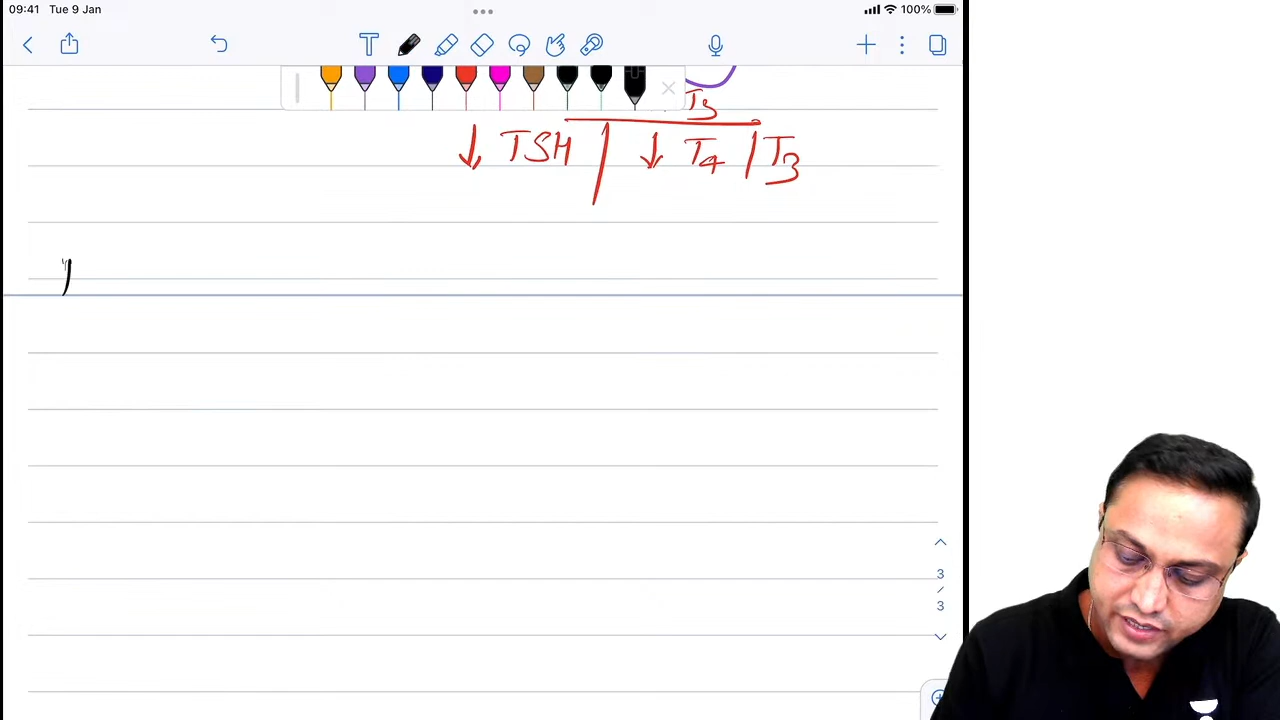 09:41 Tue 9 Jan 100%
T
T3
↓ TSH / ↓ T4 / T3
3
/
3